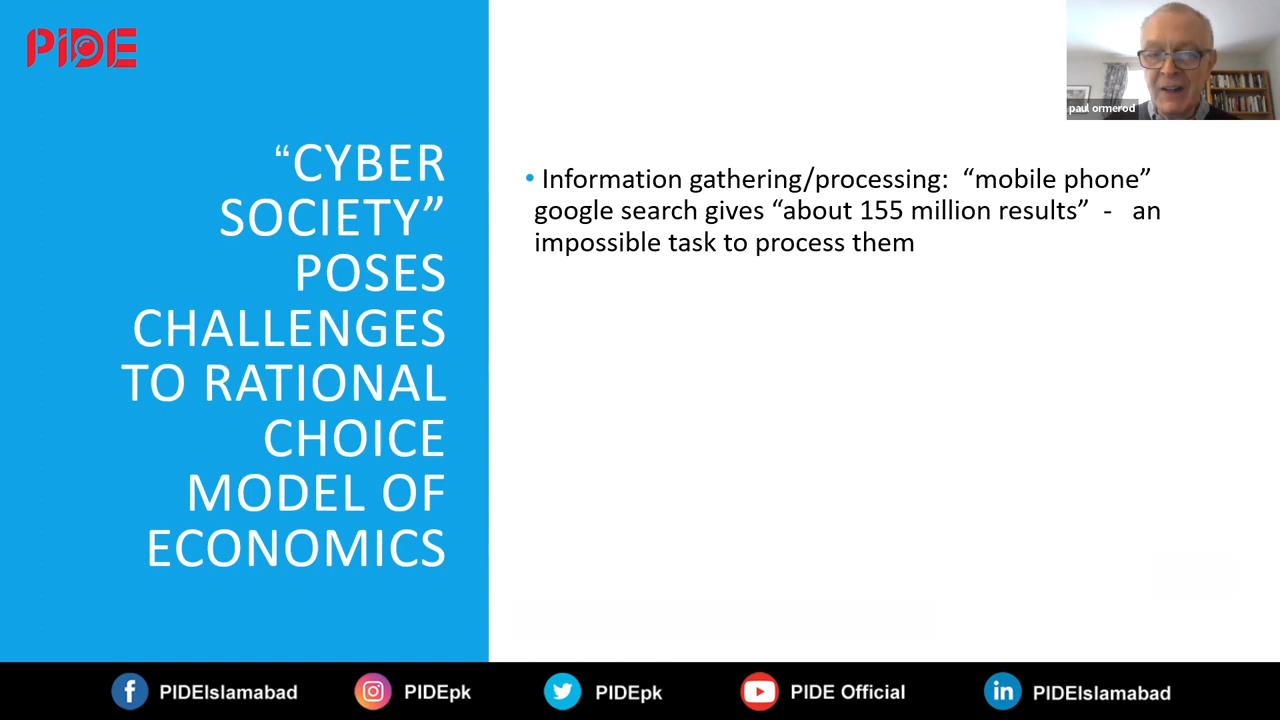 PIDE
paul ormerod
“CYBER
SOCIETY”
POSES
CHALLENGES
TO RATIONAL
CHOICE
MODEL OF
ECONOMICS
• Information gathering/processing: “mobile phone”
google search gives “about 155 million results” - an
impossible task to process them
PIDEIslamabad
PIDEpk
PIDEpk
PIDE Official
PIDEIslamabad